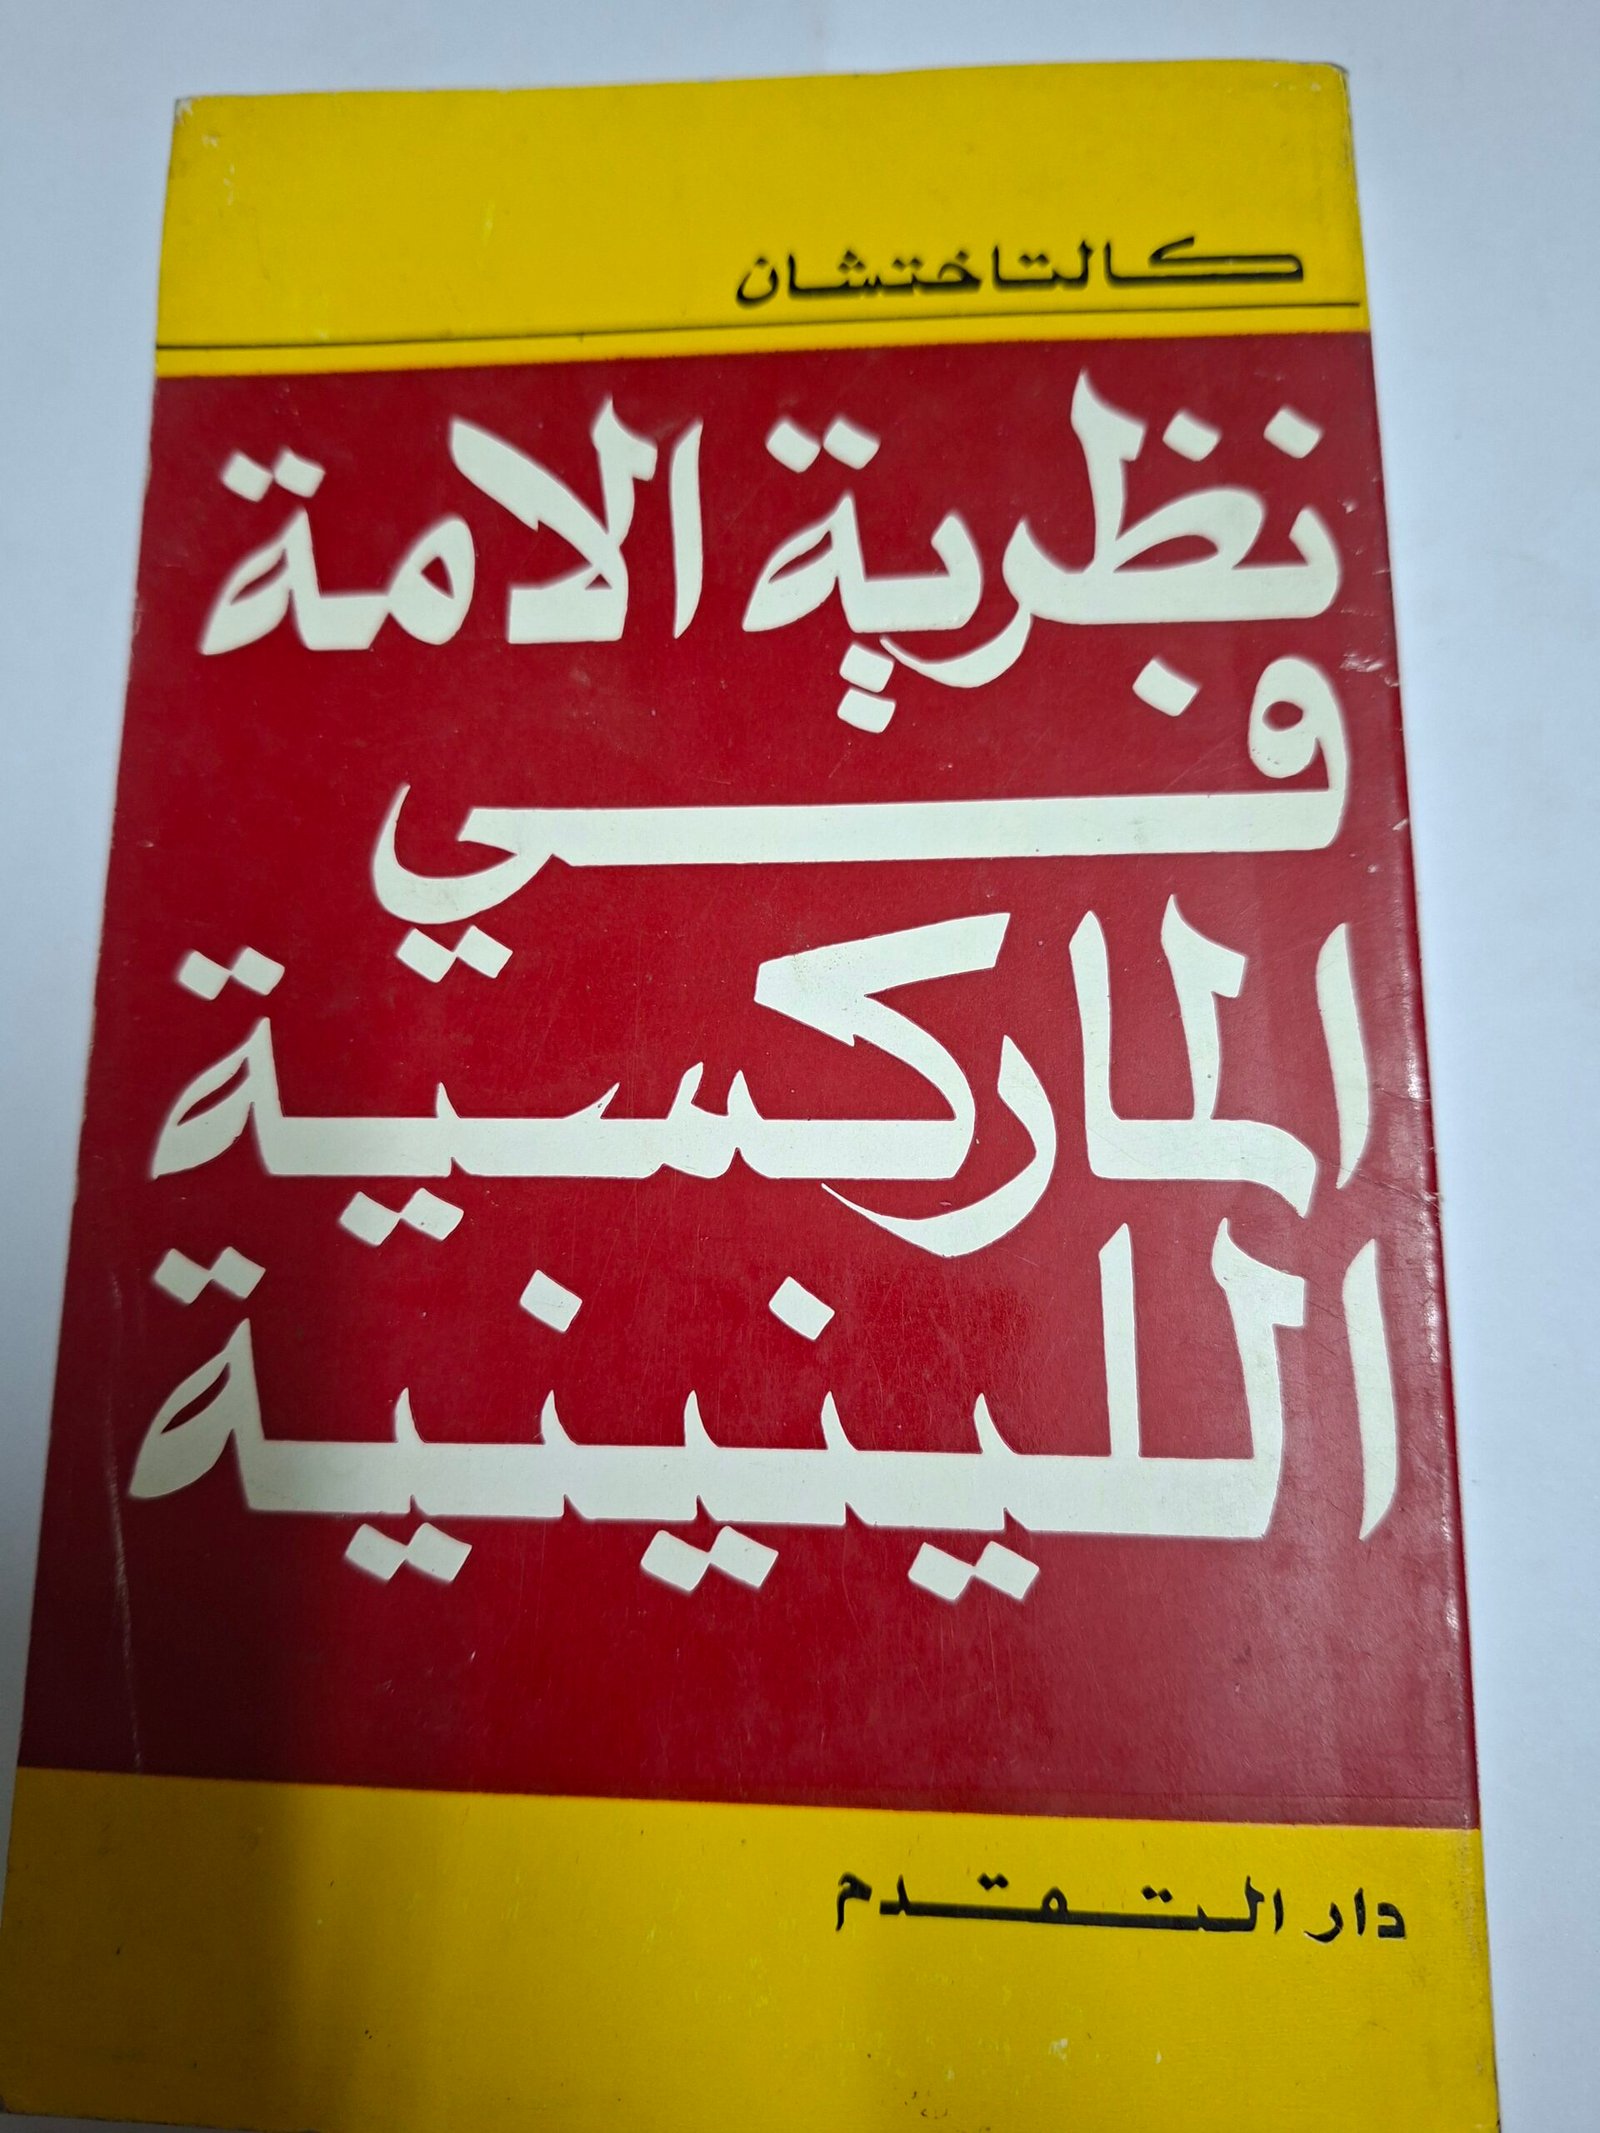 كالتاختشان
نظرية الامة
في
الماركسية
اللينينية
دار التقدم